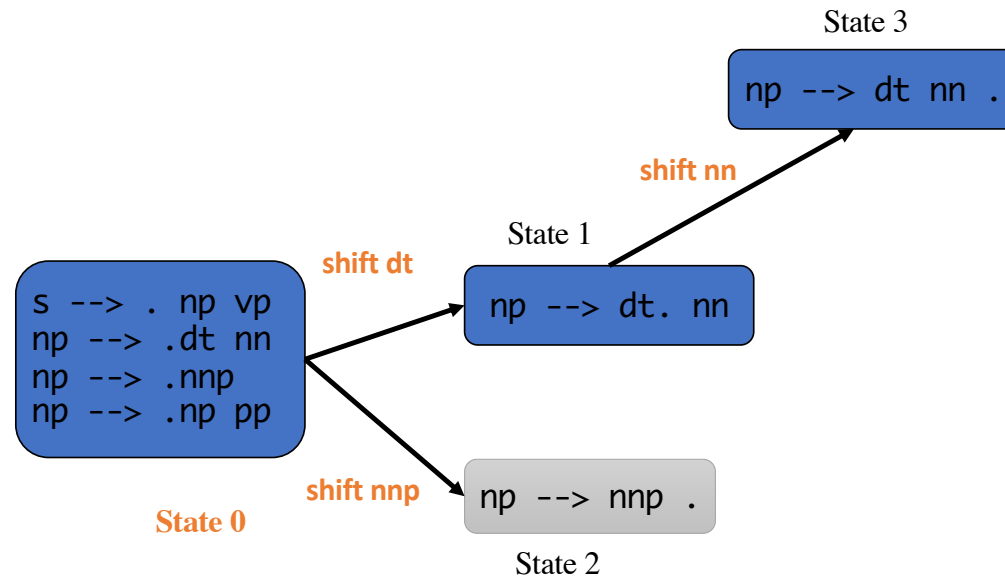 State 3
np --> dt nn .
shift nn
State 1
shift dt
np --> dt. nn
s --> . np vp
np --> .dt nn
np --> .nnp
np --> .np pp
shift nnp
np --> nnp .
State 0
State 2